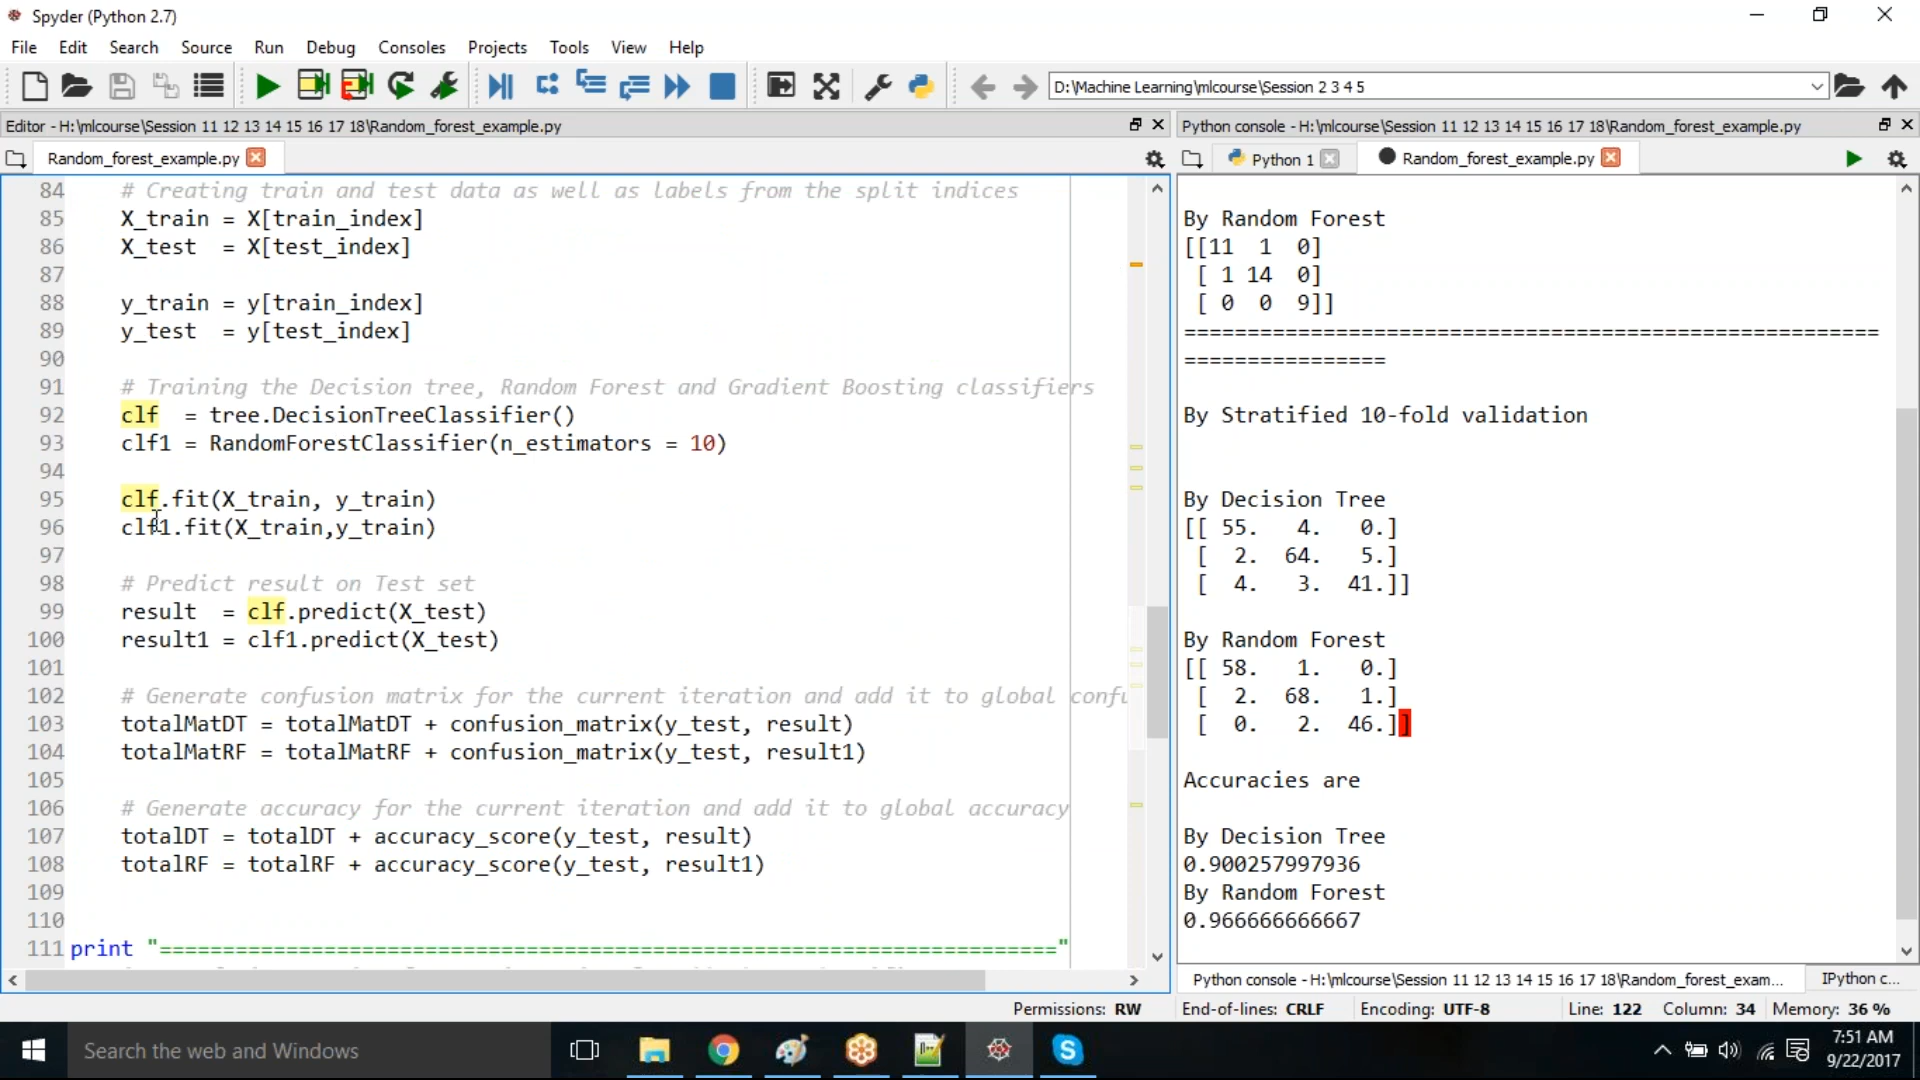 Spyder (Python 2.7)
File Edit Search Source Run Debug Consoles Projects Tools View Help
D:\Machine Learning\mlcourse\Session 2 3 4 5
Editor - H:\mlcourse\Session 11 12 13 14 15 16 17 18\Random_forest_example.py
Random_forest_example.py
84 # Creating train and test data as well as labels from the split indices
85 X_train = X[train_index]
86 X_test  = X[test_index]
87
88 y_train = y[train_index]
89 y_test  = y[test_index]
90
91 # Training the Decision tree, Random Forest and Gradient Boosting classifiers
92 clf  = tree.DecisionTreeClassifier()
93 clf1 = RandomForestClassifier(n_estimators = 10)
94
95 clf.fit(X_train, y_train)
96 clf1.fit(X_train,y_train)
97
98 # Predict result on Test set
99 result  = clf.predict(X_test)
100 result1 = clf1.predict(X_test)
101
102 # Generate confusion matrix for the current iteration and add it to global confu
103 totalMatDT = totalMatDT + confusion_matrix(y_test, result)
104 totalMatRF = totalMatRF + confusion_matrix(y_test, result1)
105
106 # Generate accuracy for the current iteration and add it to global accuracy
107 totalDT = totalDT + accuracy_score(y_test, result)
108 totalRF = totalRF + accuracy_score(y_test, result1)
109
110
111 print "======================================================================="
Python console - H:\mlcourse\Session 11 12 13 14 15 16 17 18\Random_forest_example.py
Python 1 Random_forest_example.py
By Random Forest
[[11  1  0]
[ 1 14  0]
[ 0  0  9]]
=======================================================
================
By Stratified 10-fold validation
By Decision Tree
[[ 55.   4.   0.]
[  2.  64.   5.]
[  4.   3.  41.]]
By Random Forest
[[ 58.   1.   0.]
[  2.  68.   1.]
[  0.   2.  46.]]
Accuracies are
By Decision Tree
0.900257997936
By Random Forest
0.966666666667
Python console - H:\mlcourse\Session 11 12 13 14 15 16 17 18\Random_forest_exam... IPython c...
Permissions: RW End-of-lines: CRLF Encoding: UTF-8 Line: 122 Column: 34 Memory: 36 %
Search the web and Windows
7:51 AM
9/22/2017